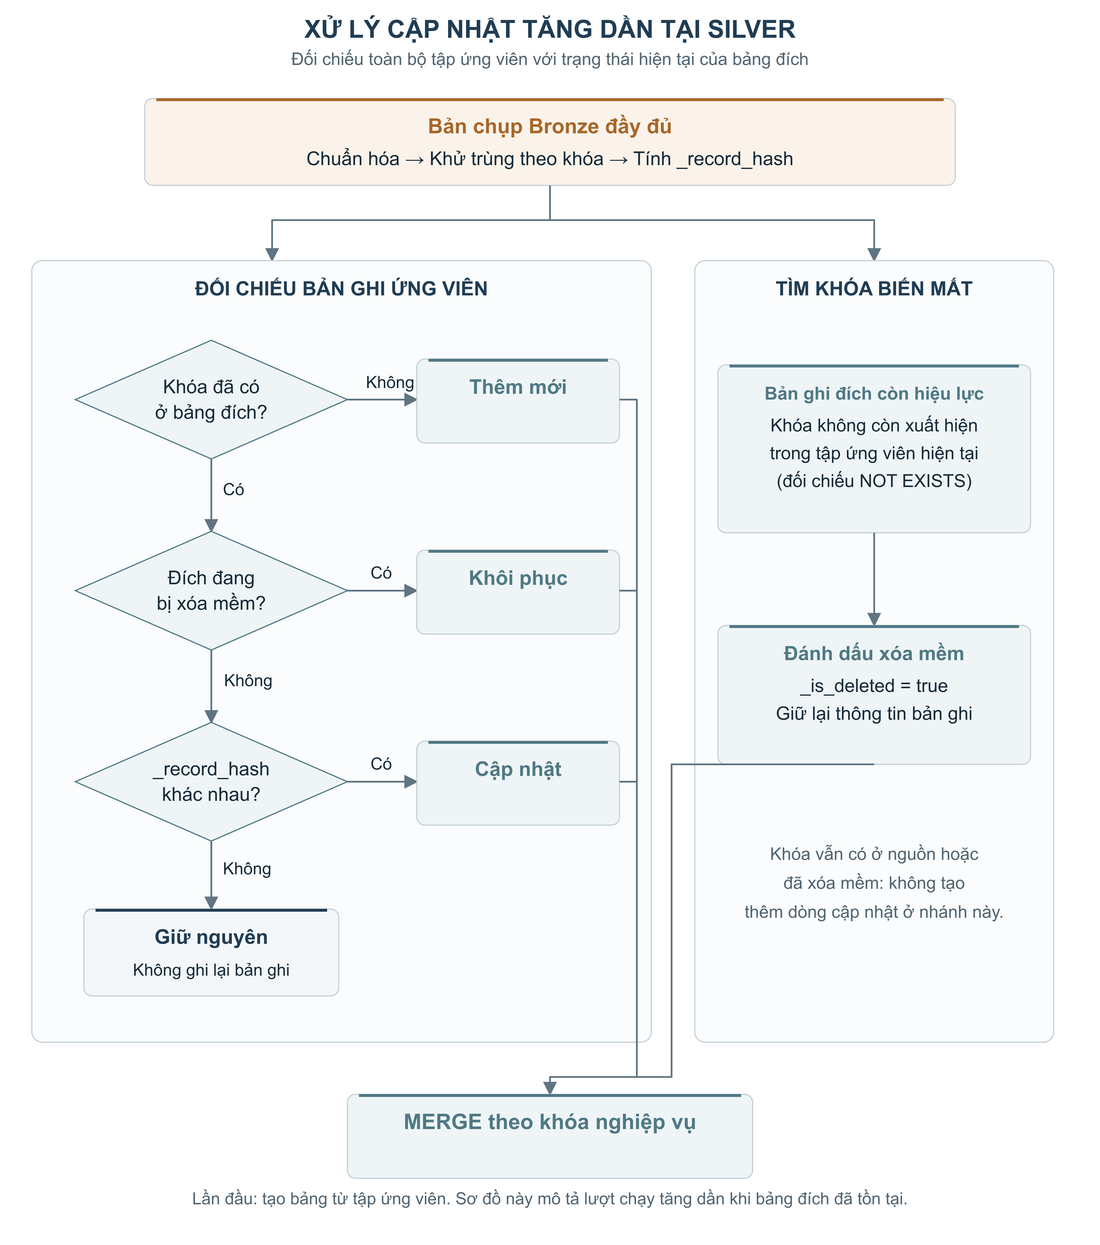 XỬ LÝ CẬP NHẬT TĂNG DẦN TẠI SILVER
Đối chiếu toàn bộ tập ứng viên với trạng thái hiện tại của bảng đích
Bản chụp Bronze đầy đủ
Chuẩn hóa → Khử trùng theo khóa → Tính _record_hash
ĐỐI CHIẾU BẢN GHI ỨNG VIÊN
Khóa đã có
ở bảng đích?
Không
Thêm mới
Có
Đích đang
bị xóa mềm?
Có
Khôi phục
Không
_record_hash
khác nhau?
Có
Cập nhật
Không
Giữ nguyên
Không ghi lại bản ghi
TÌM KHÓA BIẾN MẤT
Bản ghi đích còn hiệu lực
Khóa không còn xuất hiện
trong tập ứng viên hiện tại
(đối chiếu NOT EXISTS)
Đánh dấu xóa mềm
_is_deleted = true
Giữ lại thông tin bản ghi
Khóa vẫn có ở nguồn hoặc
đã xóa mềm: không tạo
thêm dòng cập nhật ở nhánh này.
MERGE theo khóa nghiệp vụ
Lần đầu: tạo bảng từ tập ứng viên. Sơ đồ này mô tả lượt chạy tăng dần khi bảng đích đã tồn tại.